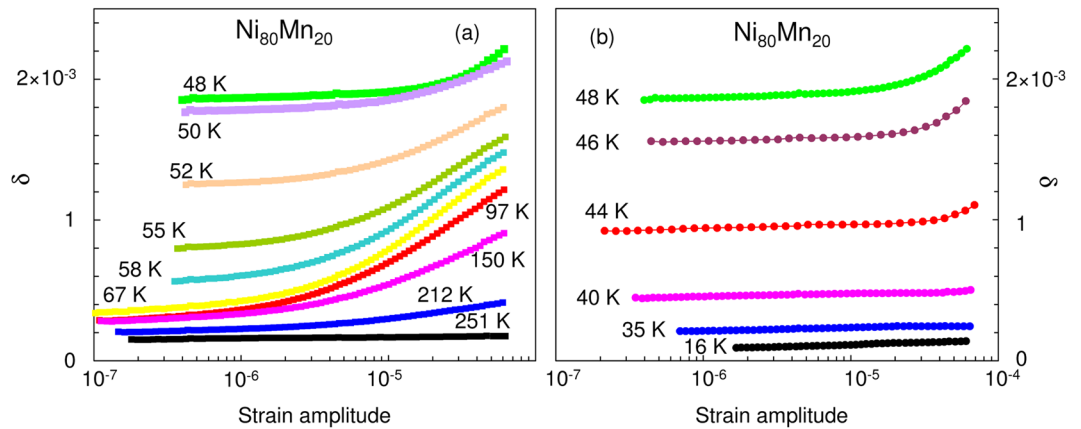 Ni80Mn20
(a)
48 K
2×10-3
50 K
52 K
δ
55 K
97 K
1
58 K
150 K
67 K
212 K
251 K
0
10-7
10-6
10-5
Strain amplitude
(b)
Ni80Mn20
48 K
2×10-3
46 K
δ
44 K
1
40 K
35 K
16 K
0
10-7
10-6
10-5
10-4
Strain amplitude